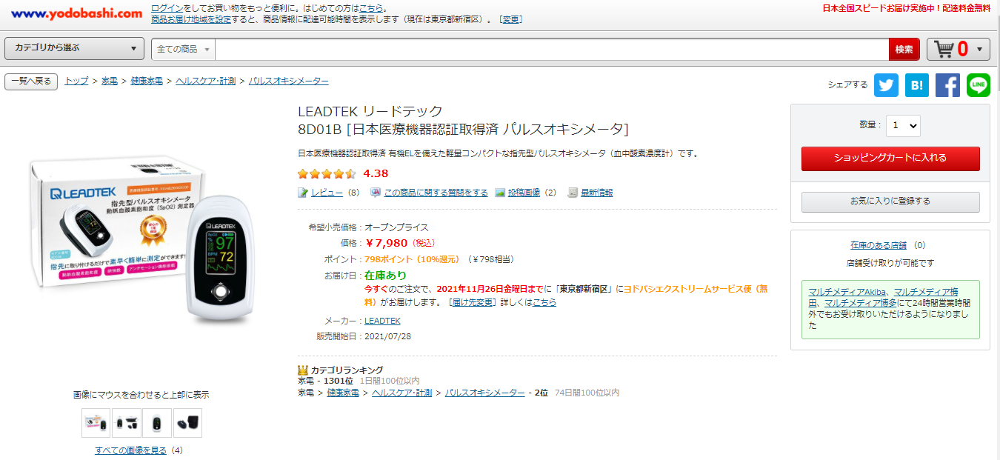 www.yodobashi.com
ログインをしてお買い物をもっと便利に。はじめての方はこちら。
商品お届け地域を設定すると、商品情報に配達可能時間を表示します（現在は東京都新宿区）。 [変更]
日本全国スピードお届け実施中！配達料金無料
カテゴリから選ぶ
全ての商品
検索
0
一覧へ戻る
トップ > 家電 > 健康家電 > ヘルスケア･計測 > パルスオキシメーター
シェアする
B!
LINE
LEADTEK リードテック
8D01B [日本医療機器認証取得済 パルスオキシメータ]
日本医療機器認証取得済 有機ELを備えた軽量コンパクトな指先型パルスオキシメータ（血中酸素濃度計）です。
4.38
レビュー （8） この商品に関する質問をする 投稿画像 （2） 最新情報
希望小売価格：オープンプライス
価格：￥7,980（税込）
ポイント：798ポイント（10%還元）（￥798相当）
お届け日：在庫あり
今すぐのご注文で、2021年11月26日金曜日までに「東京都新宿区」にヨドバシエクストリームサービス便（無
料）がお届けします。 [届け先変更] 詳しくはこちら
メーカー：LEADTEK
販売開始日：2021/07/28
カテゴリランキング
家電 - 1301位 1日間100位以内
家電 > 健康家電 > ヘルスケア･計測 > パルスオキシメーター - 2位 74日間100位以内
LEADTEK
指先型パルスオキシメータ
動脈血酸素飽和度（SpO2）測定器
指先に取り付けるだけで素早く簡単に測定ができます!
動脈血酸素飽和度
脈拍数
アンチモーション機能搭載
LEADTEK
SpO2
%
97
BPM
72
画像にマウスを合わせると上部に表示
すべての画像を見る （4）
数量： 1
ショッピングカートに入れる
お気に入りに登録する
在庫のある店舗 （0）
店舗受け取りが可能です
マルチメディアAkiba、マルチメディア梅
田、マルチメディア博多にて24時間営業時間
外でもお受け取りいただけるようになりまし
た